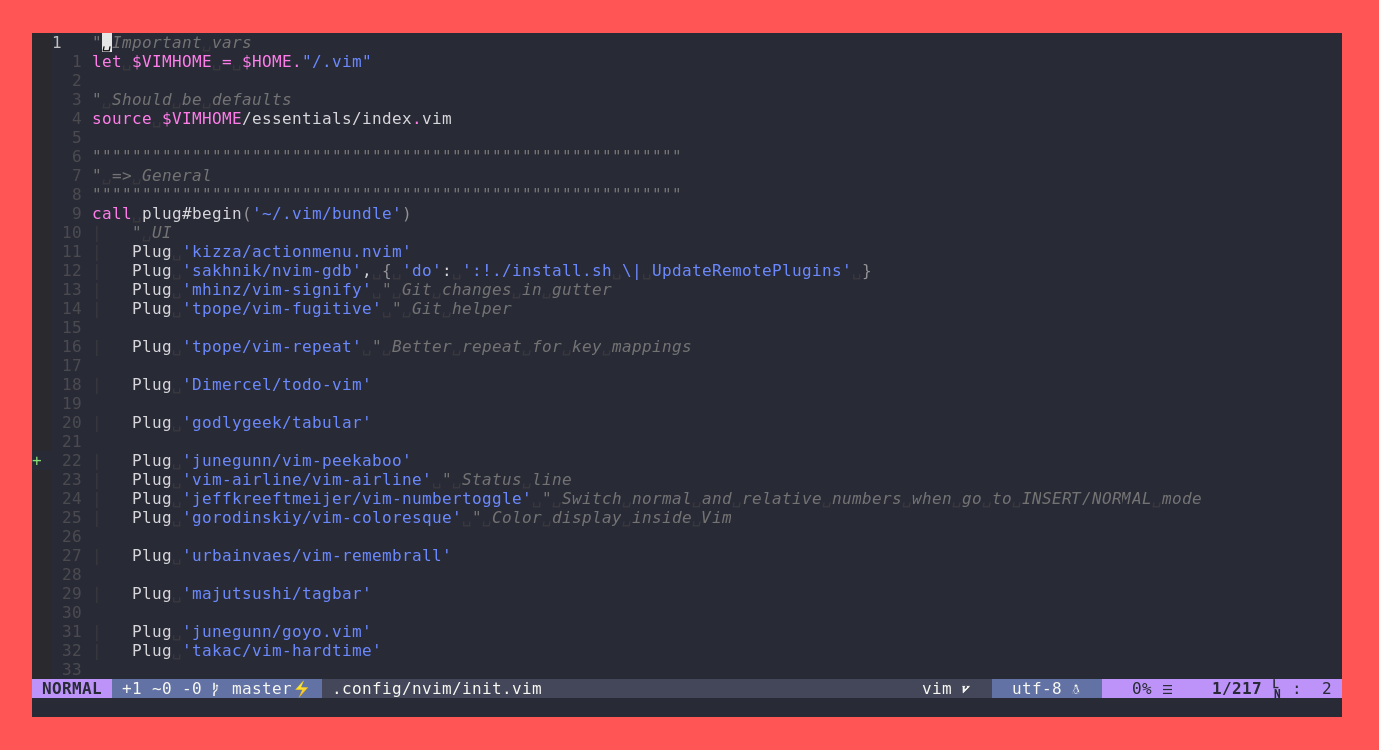 1 " Important vars
1 let $VIMHOME = $HOME."/.vim"
2
3 " Should be defaults
4 source $VIMHOME/essentials/index.vim
5
6 """""""""""""""""""""""""""""""""""""""""""""""""""""""""""
7 " => General
8 """""""""""""""""""""""""""""""""""""""""""""""""""""""""""
9 call plug#begin('~/.vim/bundle')
10 | " UI
11 | Plug 'kizza/actionmenu.nvim'
12 | Plug 'sakhnik/nvim-gdb', { 'do': ':!./install.sh \| UpdateRemotePlugins' }
13 | Plug 'mhinz/vim-signify' " Git changes in gutter
14 | Plug 'tpope/vim-fugitive' " Git helper
15
16 | Plug 'tpope/vim-repeat' " Better repeat for key mappings
17
18 | Plug 'Dimercel/todo-vim'
19
20 | Plug 'godlygeek/tabular'
21
+ 22 | Plug 'junegunn/vim-peekaboo'
23 | Plug 'vim-airline/vim-airline' " Status line
24 | Plug 'jeffkreeftmeijer/vim-numbertoggle' " Switch normal and relative numbers when go to INSERT/NORMAL mode
25 | Plug 'gorodinskiy/vim-coloresque' " Color display inside Vim
26
27 | Plug 'urbainvaes/vim-remembrall'
28
29 | Plug 'majutsushi/tagbar'
30
31 | Plug 'junegunn/goyo.vim'
32 | Plug 'takac/vim-hardtime'
33
NORMAL +1 ~0 -0 master⚡ .config/nvim/init.vim vim utf-8 0% ☰ 1/217 LN : 2